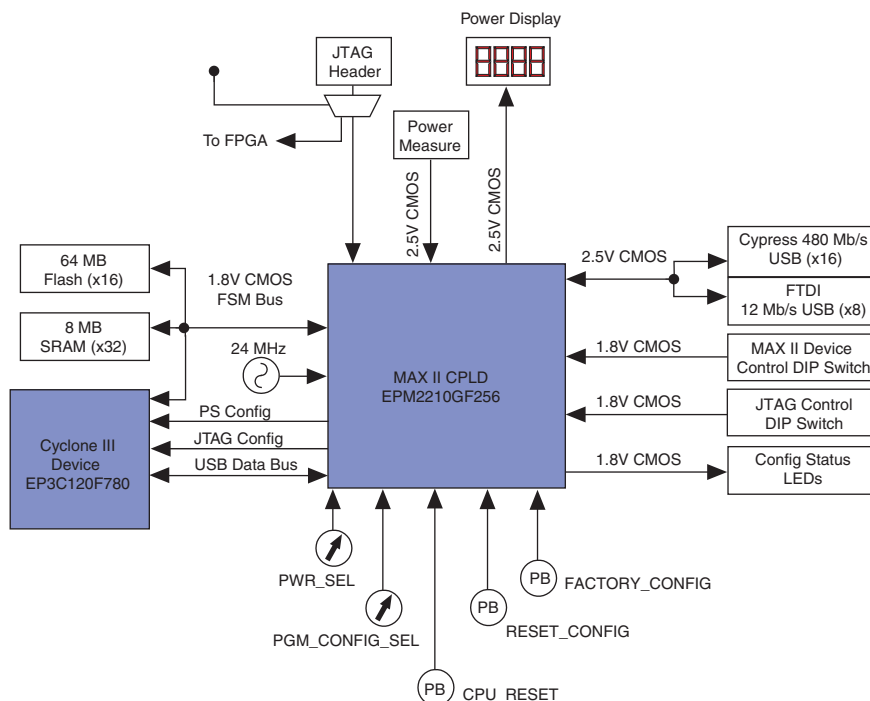 Power Display
8888
JTAG
Header
To FPGA
Power
Measure
2.5V CMOS
2.5V CMOS
64 MB
Flash (x16)
8 MB
SRAM (x32)
1.8V CMOS
FSM Bus
24 MHz
MAX II CPLD
EPM2210GF256
2.5V CMOS
Cypress 480 Mb/s
USB (x16)
FTDI
12 Mb/s USB (x8)
1.8V CMOS
MAX II Device
Control DIP Switch
1.8V CMOS
JTAG Control
DIP Switch
1.8V CMOS
Config Status
LEDs
Cyclone III
Device
EP3C120F780
PS Config
JTAG Config
USB Data Bus
PWR_SEL
PGM_CONFIG_SEL
PB CPU_RESET
PB
RESET_CONFIG
PB FACTORY_CONFIG